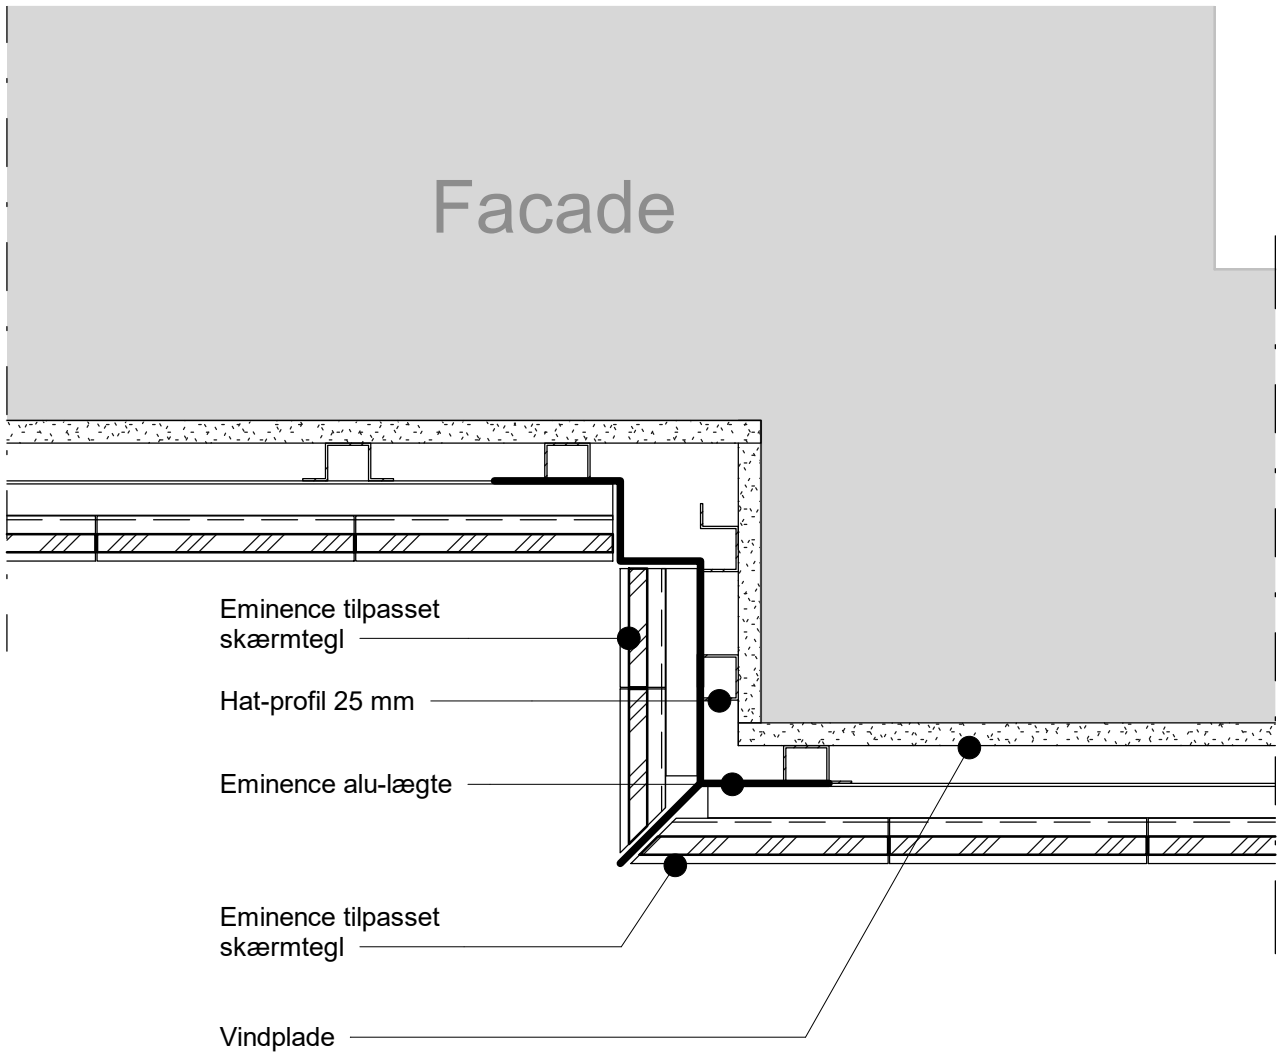 Facade
Eminence tilpasset
skærmtegl
Hat-profil 25 mm
Eminence alu-lægte
Eminence tilpasset
skærmtegl
Vindplade